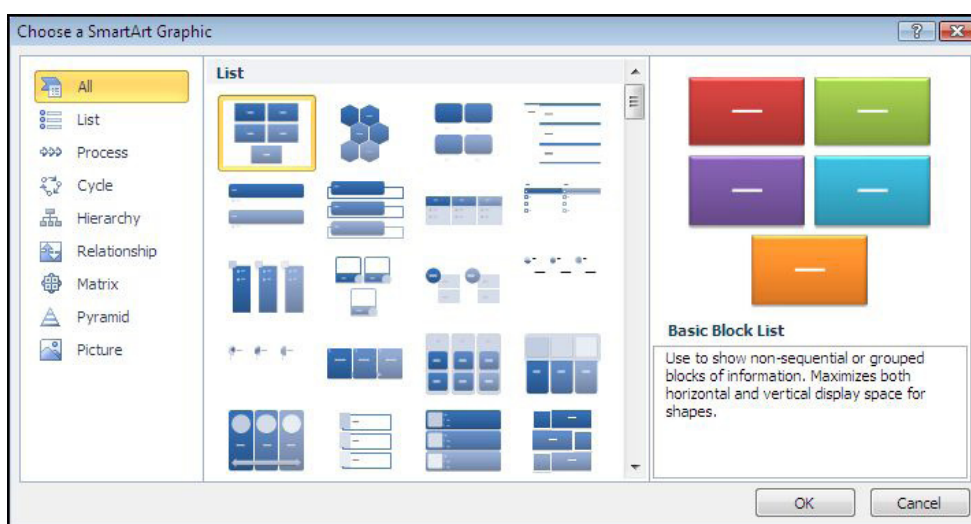 Choose a SmartArt Graphic
All
List
Process
Cycle
Hierarchy
Relationship
Matrix
Pyramid
Picture
List
Basic Block List
Use to show non-sequential or grouped
blocks of information. Maximizes both
horizontal and vertical display space for
shapes.
OK
Cancel